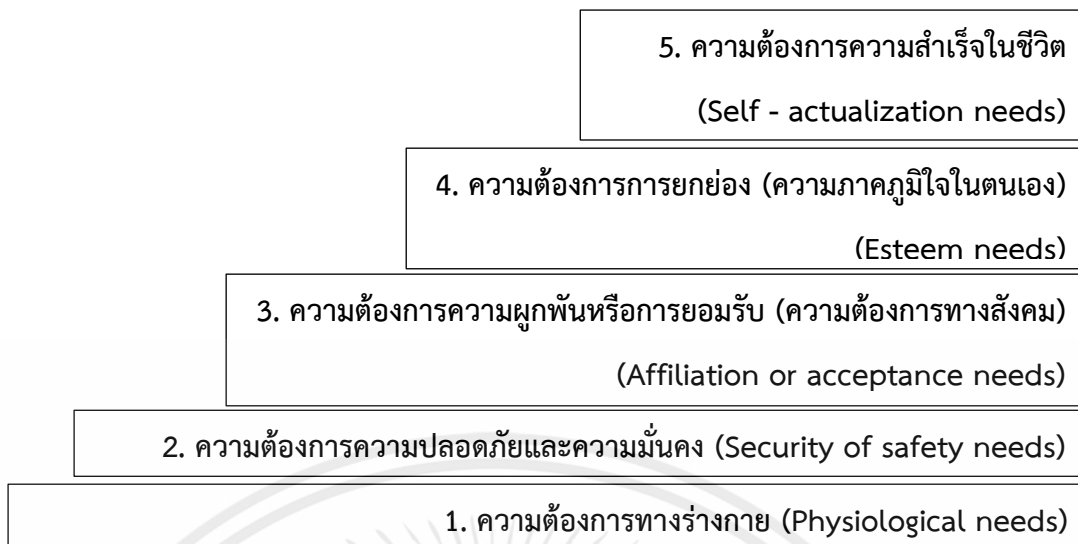 5. ความต้องการความสำเร็จในชีวิต
(Self - actualization needs)
4. ความต้องการการยกย่อง (ความภาคภูมิใจในตนเอง)
(Esteem needs)
3. ความต้องการความผูกพันหรือการยอมรับ (ความต้องการทางสังคม)
(Affiliation or acceptance needs)
2. ความต้องการความปลอดภัยและความมั่นคง (Security of safety needs)
1. ความต้องการทางร่างกาย (Physiological needs)